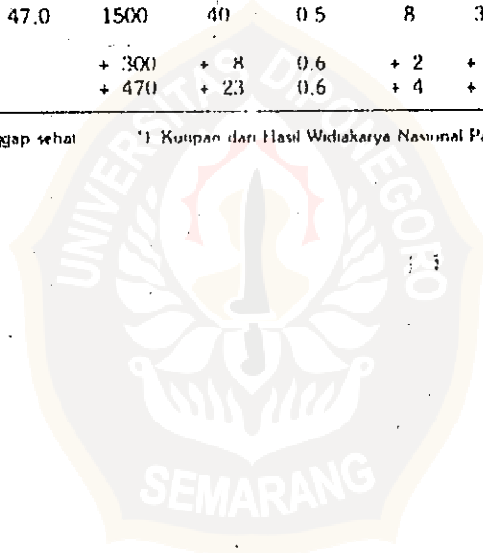 47.0 1500 40 0.5 8 3
+ 300 + 8 0.6 + 2 +
+ 470 + 23 0.6 + 4 +
gap sehat *) Kutipan dari Hasil Widiakarya Nasional Pa
UNIVERSITAS DIPONEGORO
SEMARANG